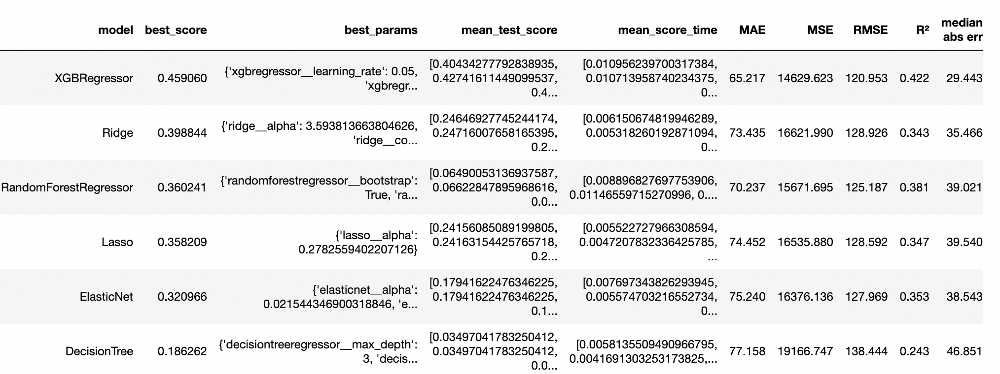 model best_score best_params mean_test_score mean_score_time MAE MSE RMSE R² median abs err
XGBRegressor 0.459060 {'xgbregressor__learning_rate': 0.05, 'xgbregr... [0.40434277792838935, 0.42741611449099537, 0.4... [0.010956239700317384, 0.010713958740234375, 0... 65.217 14629.623 120.953 0.422 29.443
Ridge 0.398844 {'ridge__alpha': 3.593813663804626, 'ridge__co... [0.24646927745244174, 0.24716007658165395, 0.2... [0.006150674819946289, 0.005318260192871094, 0... 73.435 16621.990 128.926 0.343 35.466
RandomForestRegressor 0.360241 {'randomforestregressor__bootstrap': True, 'ra... [0.06490053136937587, 0.06622847895968616, 0.0... [0.008896827697753906, 0.01146559715270996, 0.... 70.237 15671.695 125.187 0.381 39.021
Lasso 0.358209 {'lasso__alpha': 0.2782559402207126} [0.24156085089199805, 0.24163154425765718, 0.2... [0.005522727966308594, 0.0047207832336425785, ... 74.452 16535.880 128.592 0.347 39.540
ElasticNet 0.320966 {'elasticnet__alpha': 0.021544346900318846, 'e... [0.17941622476346225, 0.17941622476346225, 0.1... [0.007697343826293945, 0.005574703216552734, 0... 75.240 16376.136 127.969 0.353 38.543
DecisionTree 0.186262 {'decisiontreeregressor__max_depth': 3, 'decis... [0.03497041783250412, 0.03497041783250412, 0.0... [0.0058135509490966795, 0.0041691303253173825,... 77.158 19166.747 138.444 0.243 46.851